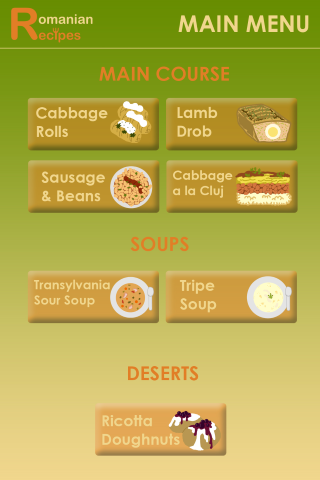 Romanian
Recipes
MAIN MENU
MAIN COURSE
Cabbage
Rolls
Lamb
Drob
Sausage
& Beans
Cabbage
a la Cluj
SOUPS
Transylvania
Sour Soup
Tripe
Soup
DESERTS
Ricotta
Doughnuts